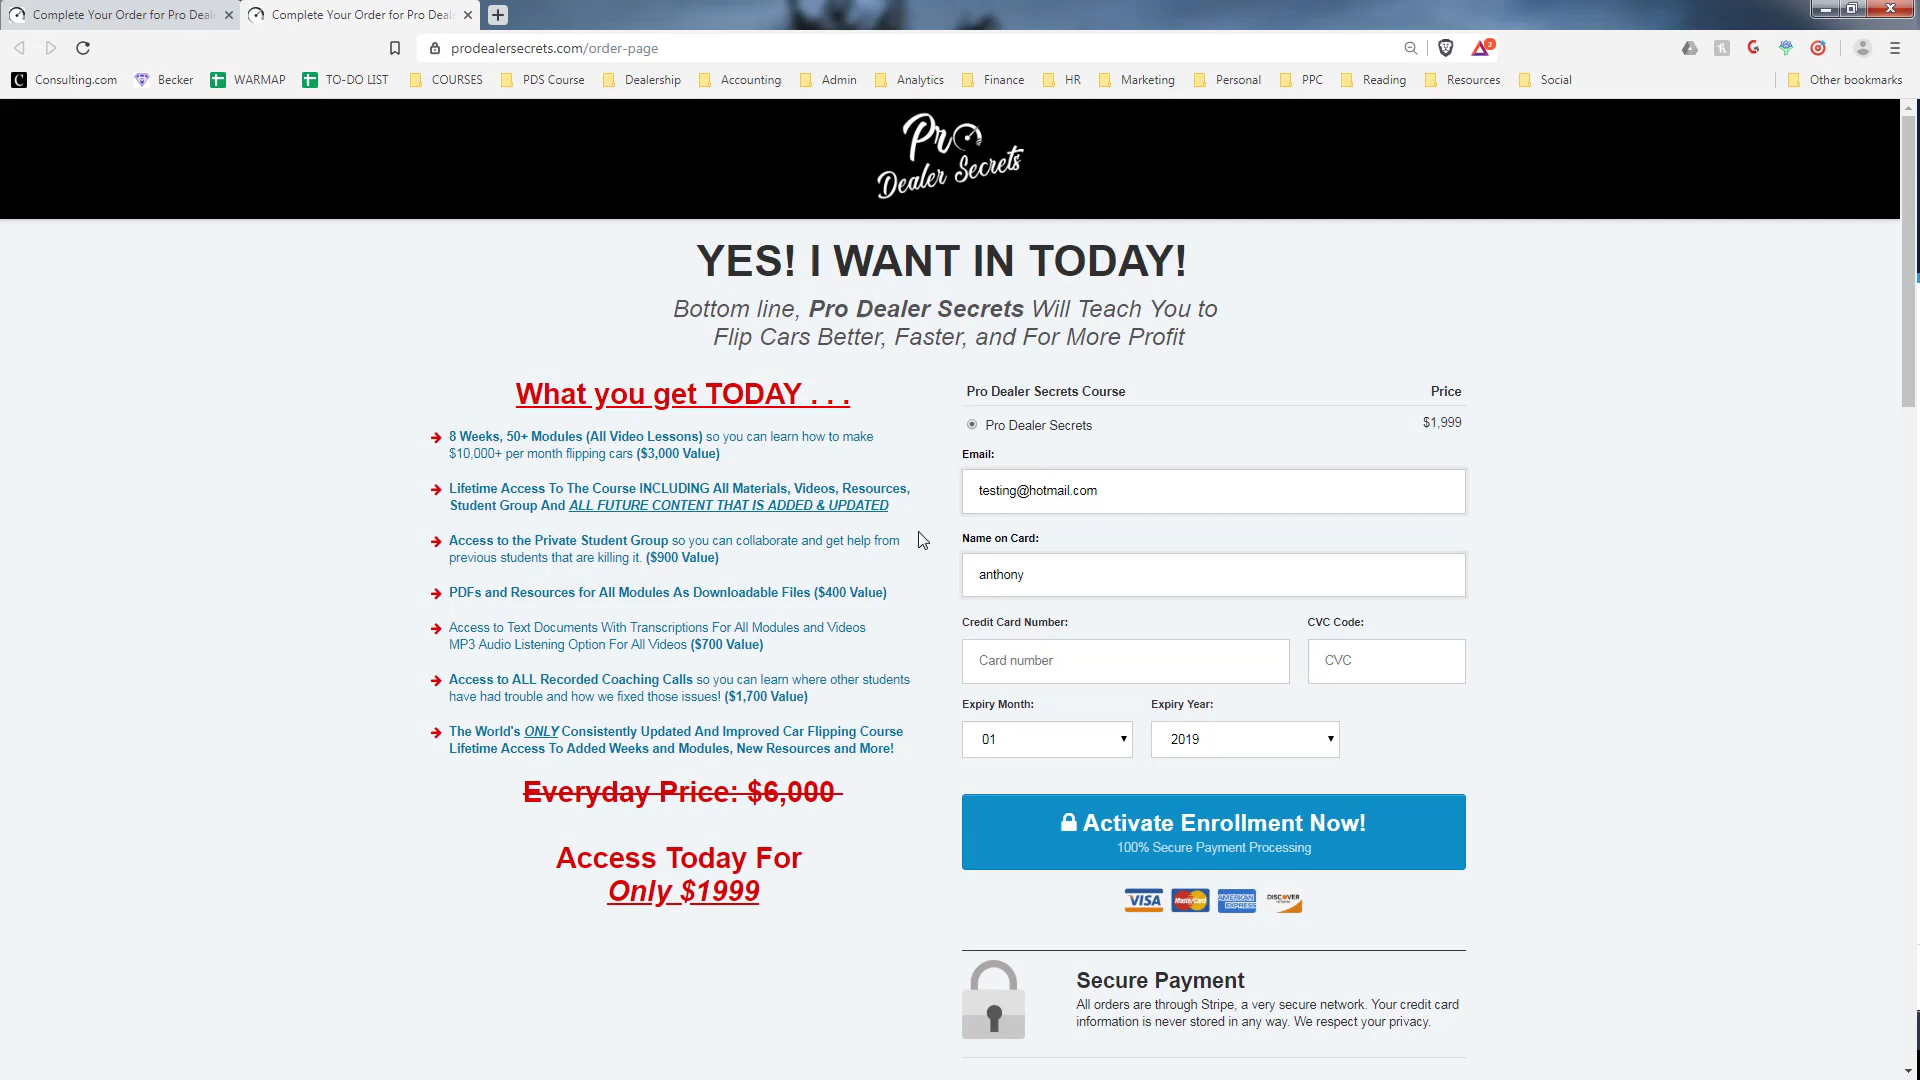 Complete Your Order for Pro Deal
Complete Your Order for Pro Deal
prodealersecrets.com/order-page
2
Consulting.com
Becker
WARMAP
TO-DO LIST
COURSES
PDS Course
Dealership
Accounting
Admin
Analytics
Finance
HR
Marketing
Personal
PPC
Reading
Resources
Social
Other bookmarks
Pro
Dealer Secrets
YES! I WANT IN TODAY!
Bottom line, Pro Dealer Secrets Will Teach You to
Flip Cars Better, Faster, and For More Profit
What you get TODAY . . .
8 Weeks, 50+ Modules (All Video Lessons) so you can learn how to make
$10,000+ per month flipping cars ($3,000 Value)
Lifetime Access To The Course INCLUDING All Materials, Videos, Resources,
Student Group And ALL FUTURE CONTENT THAT IS ADDED & UPDATED
Access to the Private Student Group so you can collaborate and get help from
previous students that are killing it. ($900 Value)
PDFs and Resources for All Modules As Downloadable Files ($400 Value)
Access to Text Documents With Transcriptions For All Modules and Videos
MP3 Audio Listening Option For All Videos ($700 Value)
Access to ALL Recorded Coaching Calls so you can learn where other students
have had trouble and how we fixed those issues! ($1,700 Value)
The World's ONLY Consistently Updated And Improved Car Flipping Course
Lifetime Access To Added Weeks and Modules, New Resources and More!
Everyday Price: $6,000
Access Today For
Only $1999
Pro Dealer Secrets Course Price
Pro Dealer Secrets $1,999
Email:
testing@hotmail.com
Name on Card:
anthony
Credit Card Number: CVC Code:
Card number CVC
Expiry Month: Expiry Year:
01 2019
Activate Enrollment Now!
100% Secure Payment Processing
VISA MasterCard AMERICAN EXPRESS DISCOVER
Secure Payment
All orders are through Stripe, a very secure network. Your credit card
information is never stored in any way. We respect your privacy.